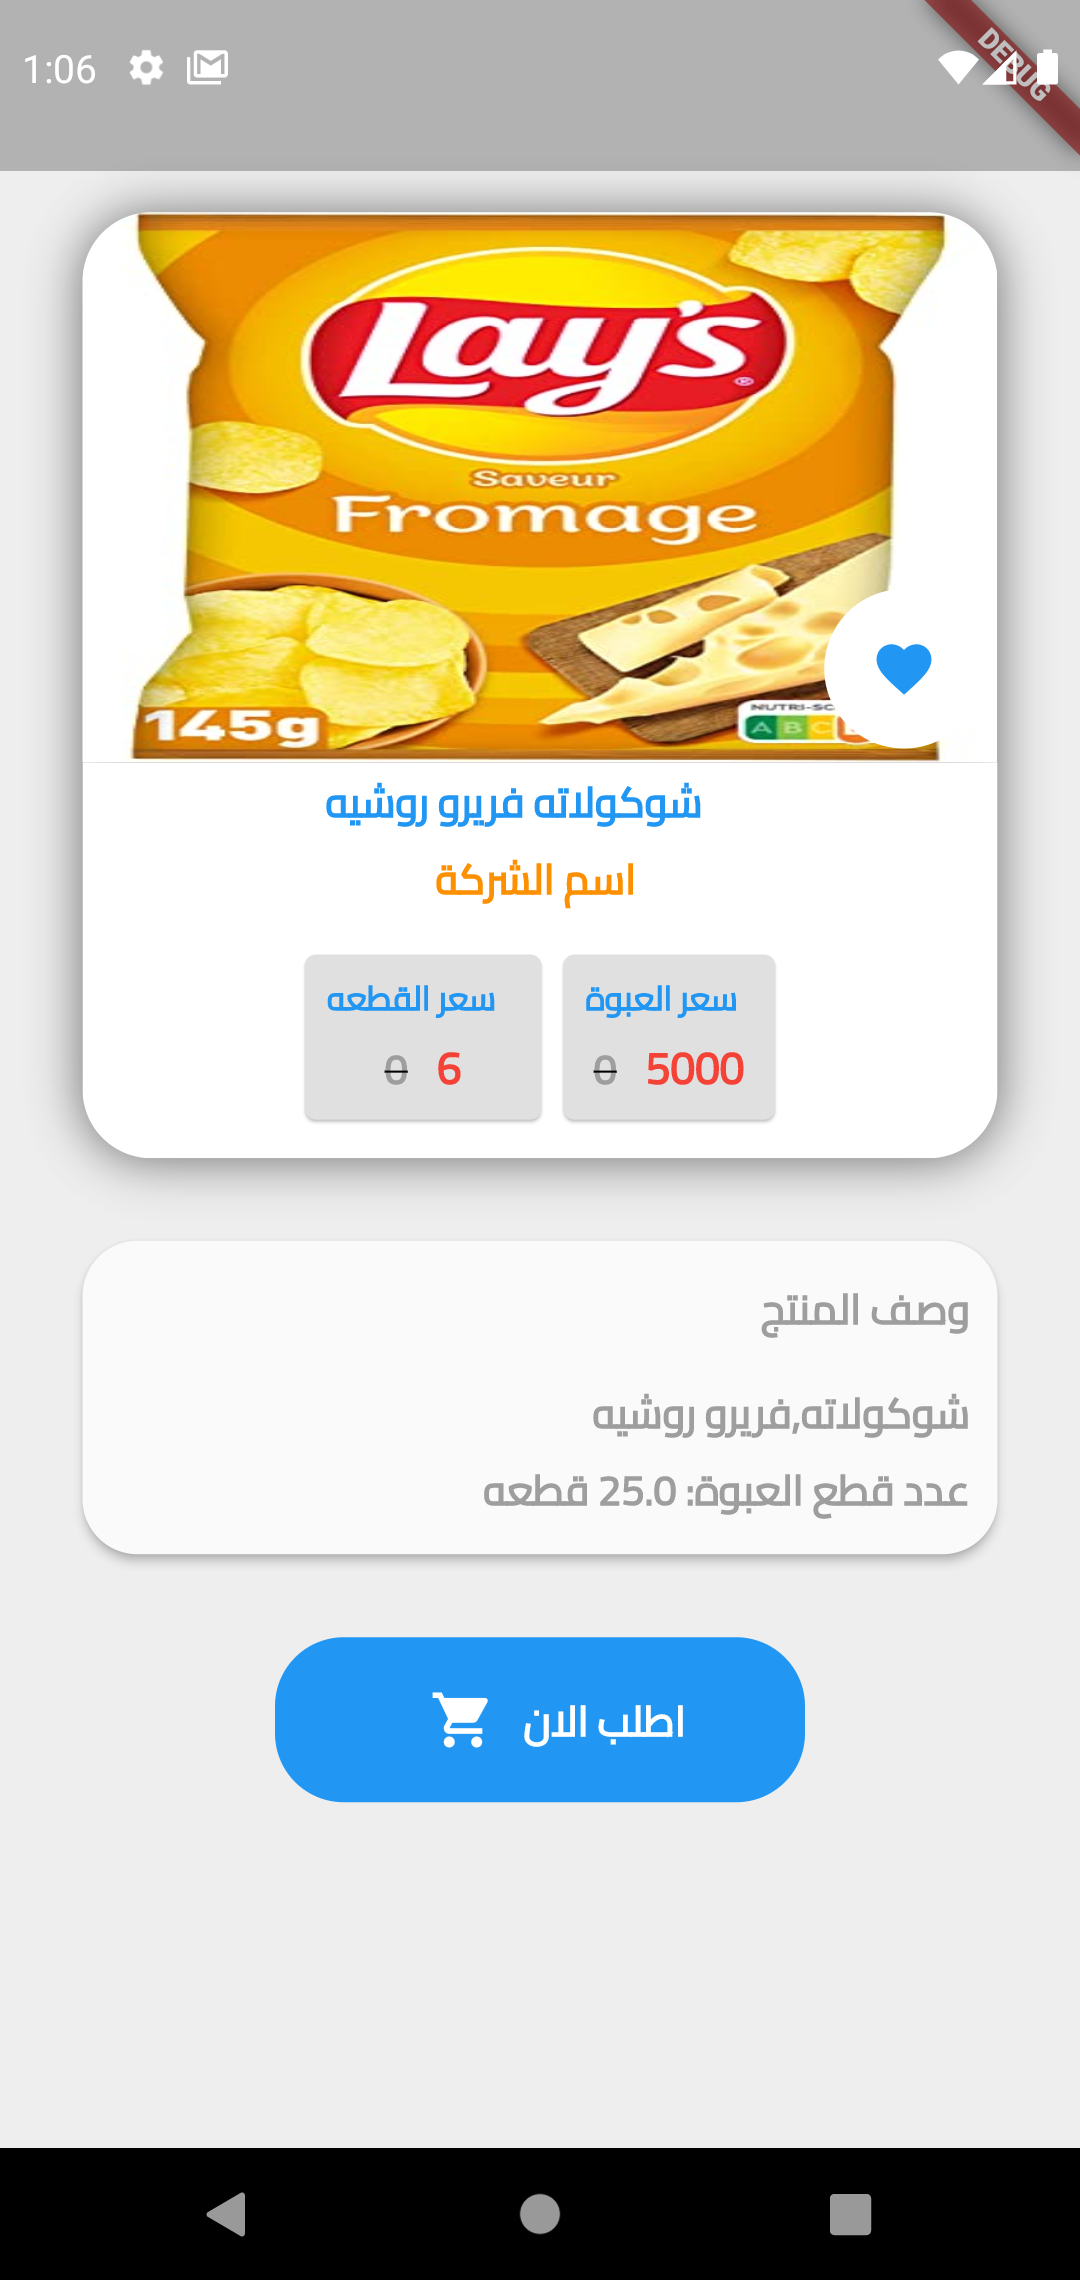 1:06
DEBUG
Lay's
Saveur
Fromage
145g
NUTRI-SC
A B C
شوكولاته فريرو روشيه
اسم الشركة
سعر العبوة
سعر القطعه
5000 0
6 0
وصف المنتج
شوكولاته,فريرو روشيه
عدد قطع العبوة: 25.0 قطعه
اطلب الان